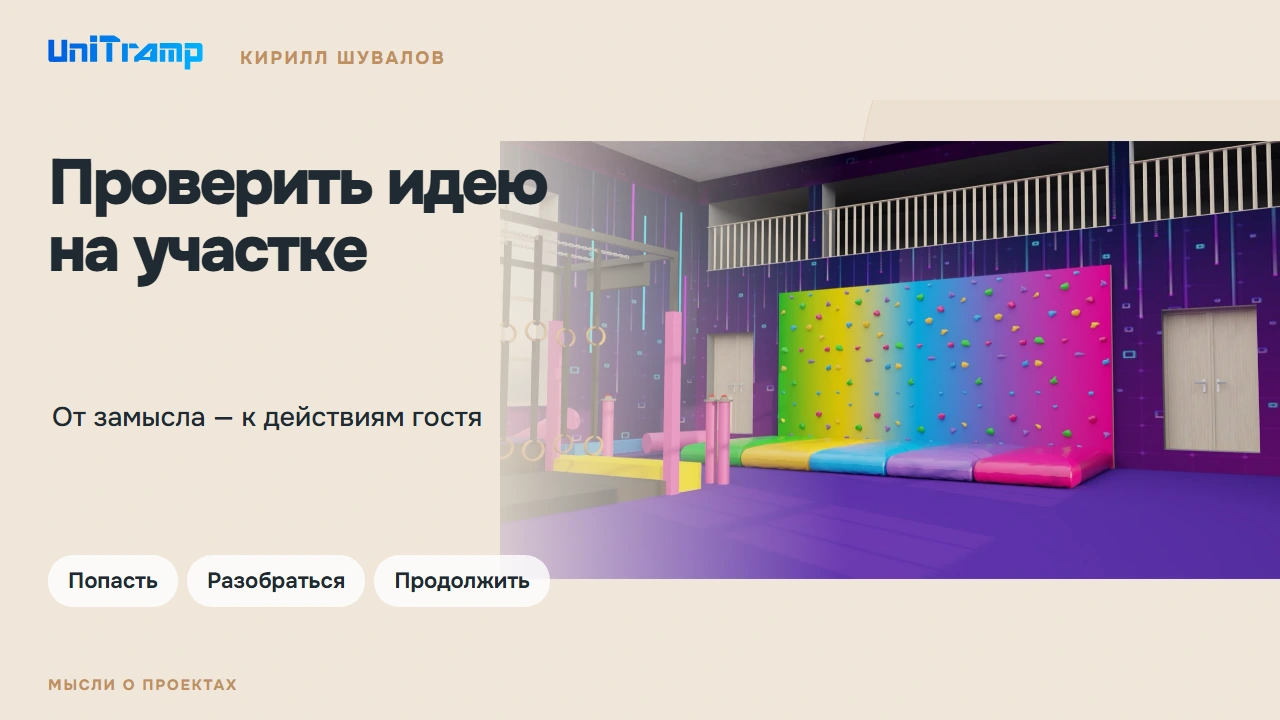 UniTramp
КИРИЛЛ ШУВАЛОВ
Проверить идею
на участке
От замысла — к действиям гостя
Попасть
Разобраться
Продолжить
МЫСЛИ О ПРОЕКТАХ